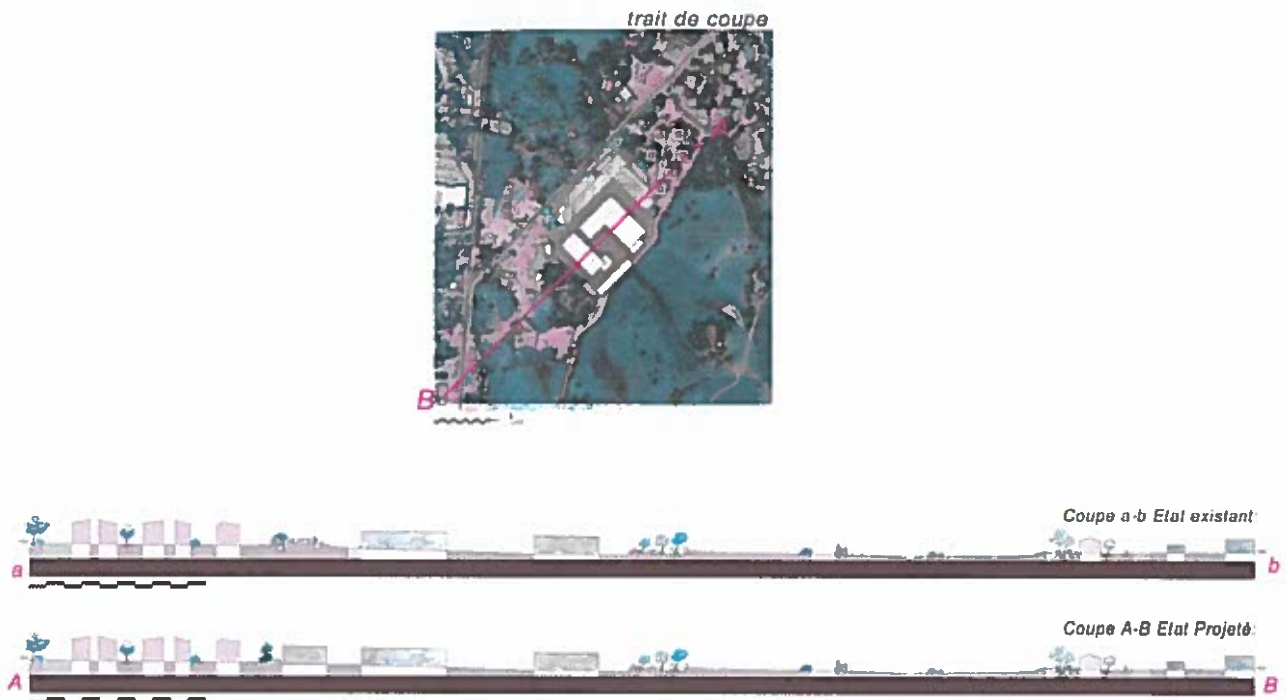 trait de coupe
A
B
Coupe a-b Etat existant
a
b
Coupe A-B Etat Projeté
A
B